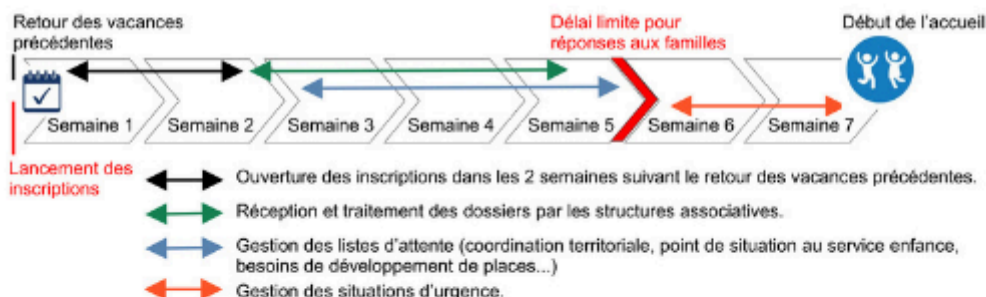 Retour des vacances
précédentes
Délai limite pour
réponses aux familles
Début de l'accueil
Semaine 1
Semaine 2
Semaine 3
Semaine 4
Semaine 5
Semaine 6
Semaine 7
Lancement des
inscriptions
Ouverture des inscriptions dans les 2 semaines suivant le retour des vacances précédentes.
Réception et traitement des dossiers par les structures associatives.
Gestion des listes d'attente (coordination territoriale, point de situation au service enfance,
besoins de développement de places...)
Gestion des situations d'urgence.